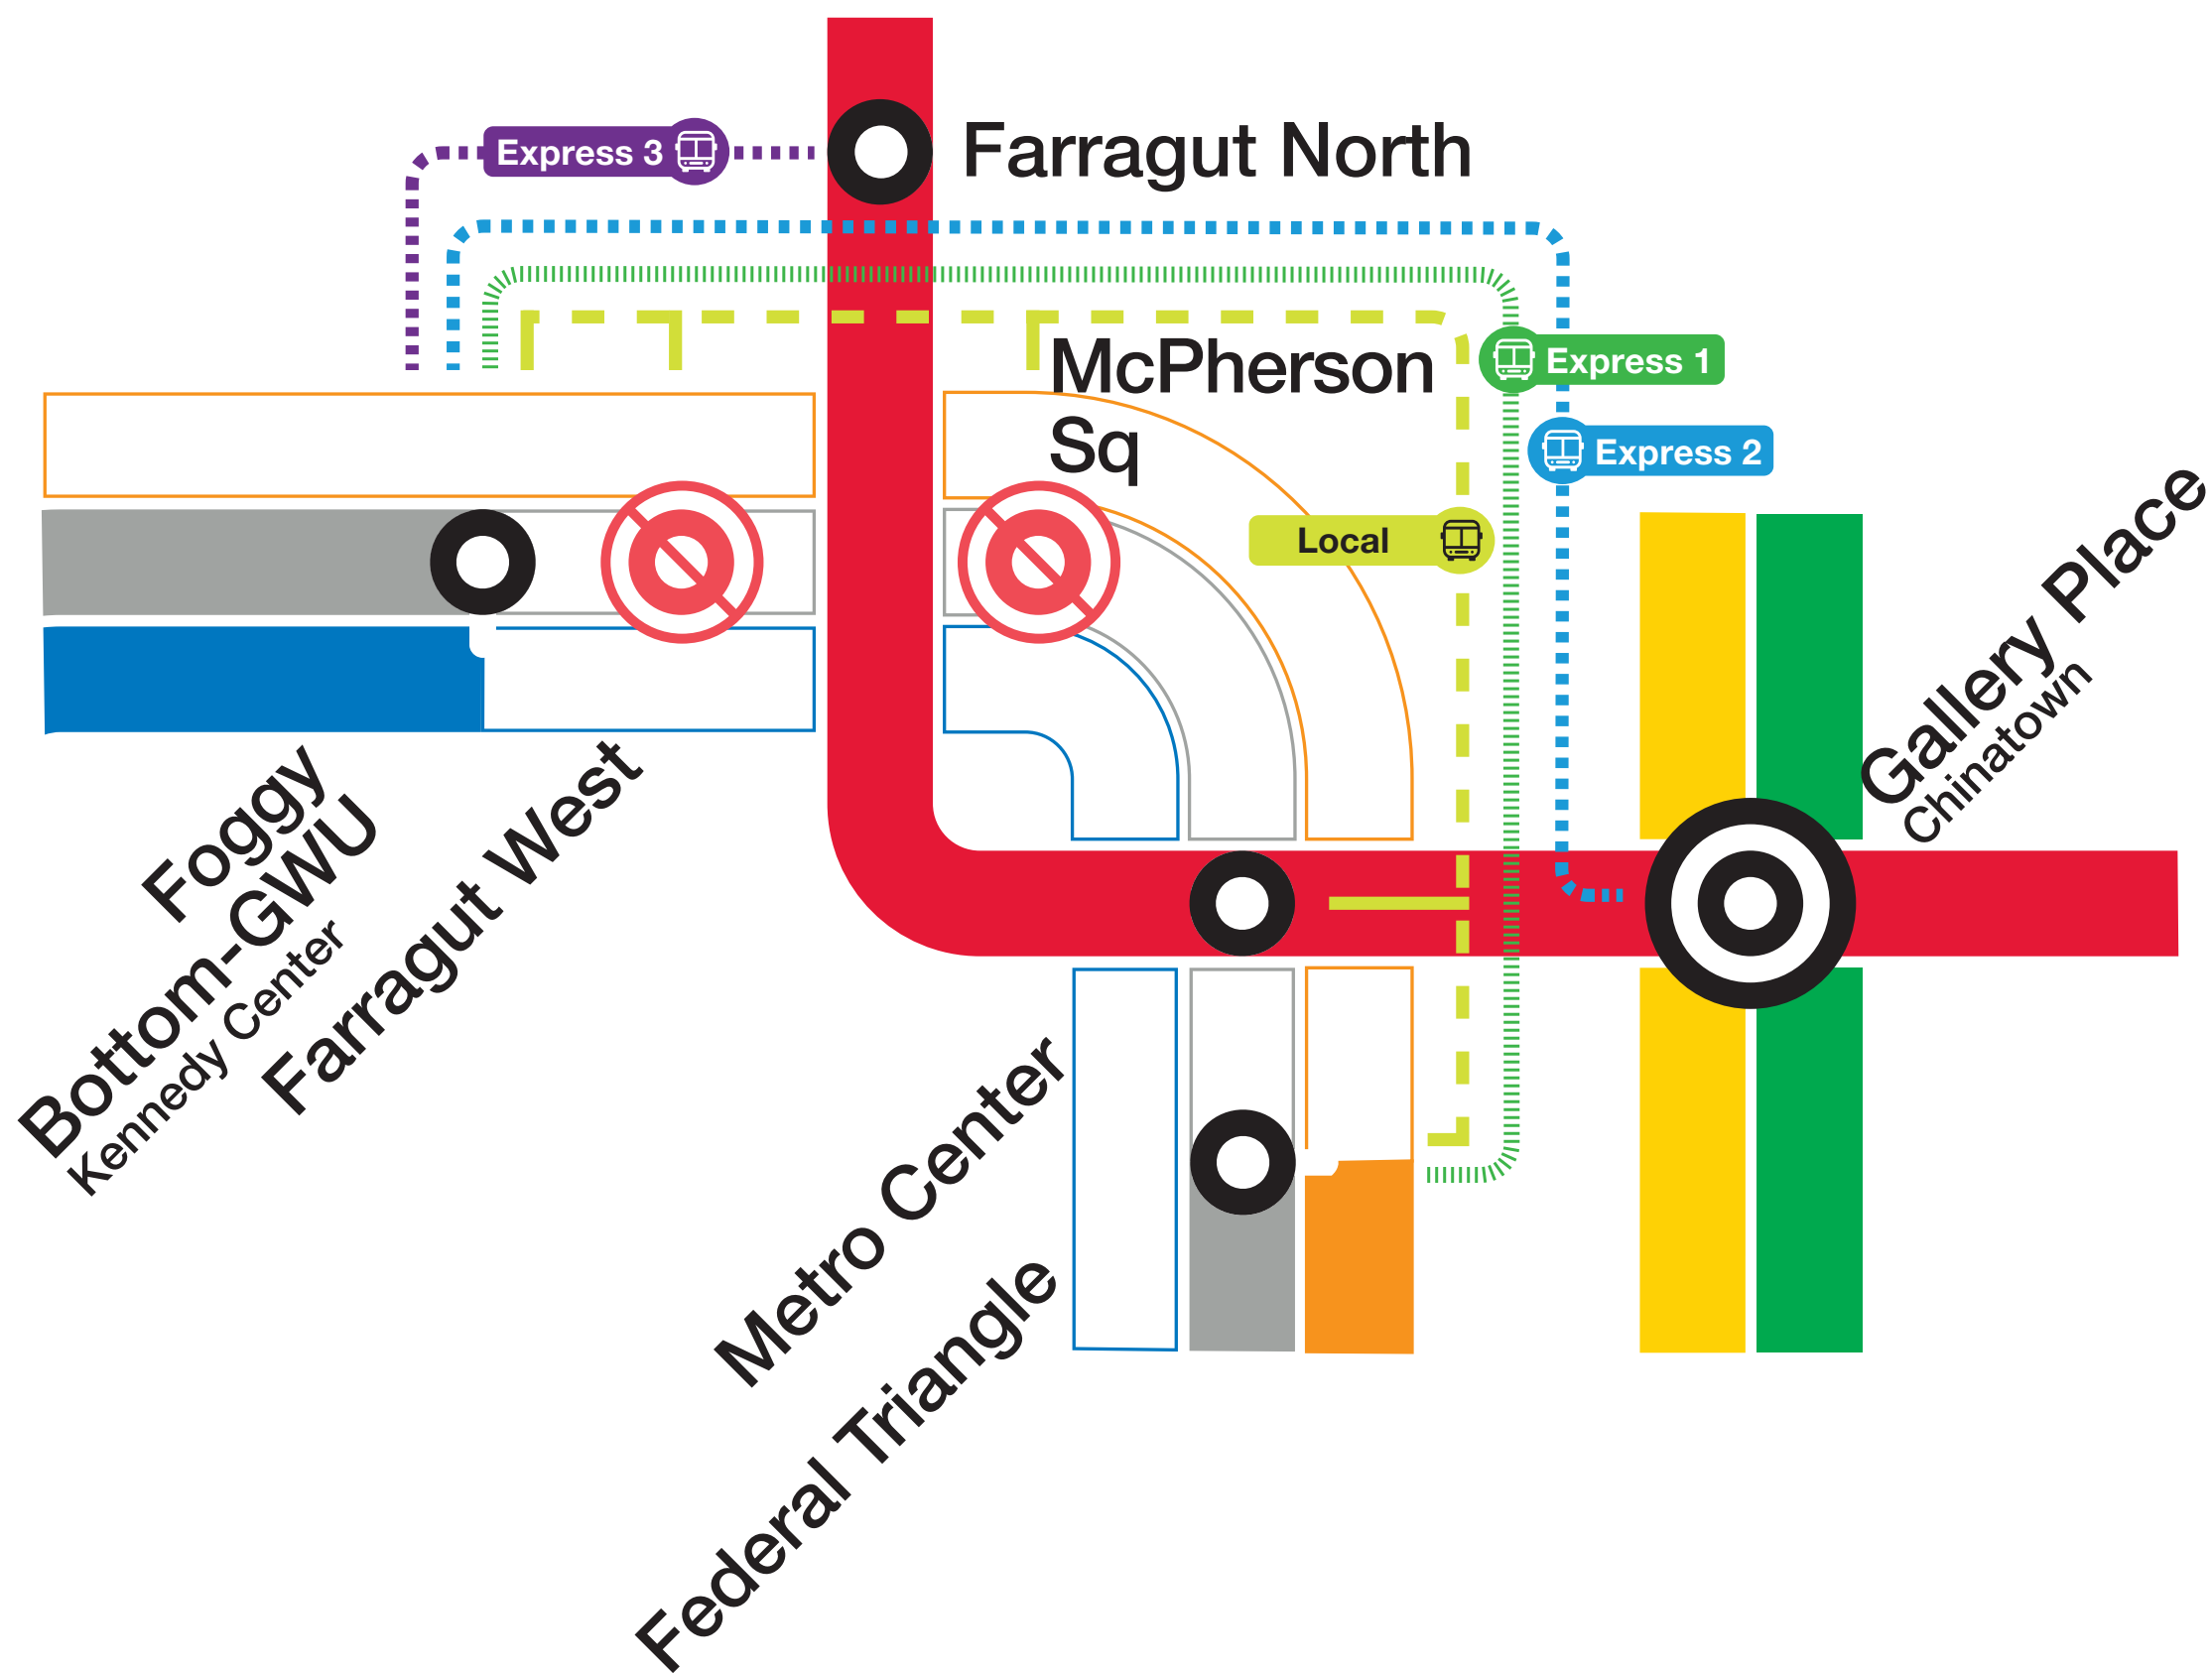 Express 3
Farragut North
McPherson
Sq
Express 1
Express 2
Local
Gallery Place
Chinatown
Foggy
Bottom-GWU
Kennedy Center
Farragut West
Metro Center
Federal Triangle